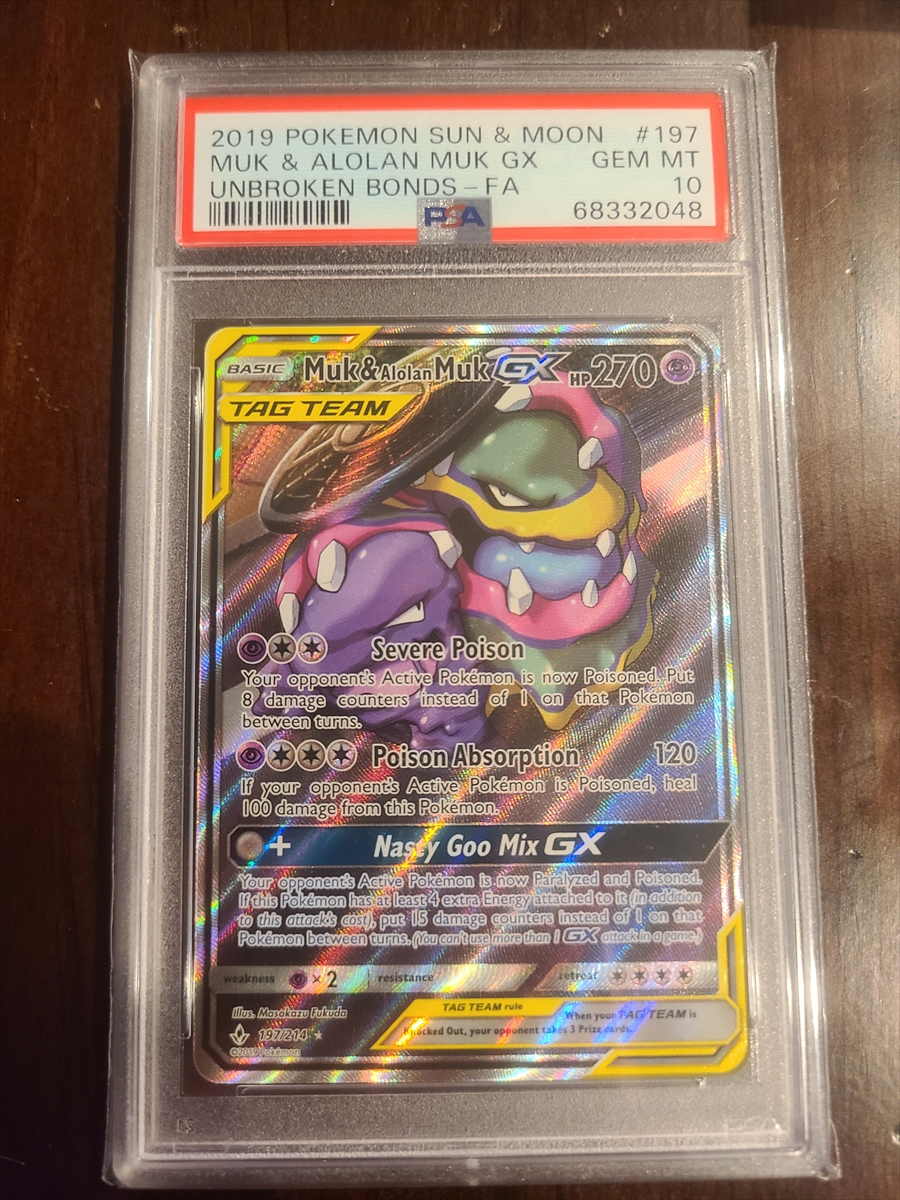 2019 POKEMON SUN & MOON #197
MUK & ALOLAN MUK GX GEM MT
UNBROKEN BONDS - FA 10
PSA 68332048
BASIC Muk & Alolan Muk GX HP 270
TAG TEAM
Severe Poison
Your opponent's Active Pokémon is now Poisoned. Put
8 damage counters instead of 1 on that Pokémon
between turns.
Poison Absorption 120
If your opponent's Active Pokémon is Poisoned, heal
100 damage from this Pokémon.
+ Nasty Goo Mix GX
Your opponent's Active Pokémon is now Paralyzed and Poisoned.
If this Pokémon has at least 4 extra Energy attached to it (in addition
to this attack's cost), put 15 damage counters instead of 1 on that
Pokémon between turns. (You can't use more than 1 GX attack in a game.)
weakness ×2 resistance retreat
Illus. Masakazu Fukuda
TAG TEAM rule
When your TAG TEAM is
Knocked Out, your opponent takes 3 Prize cards.
197/214
©2019 Pokémon